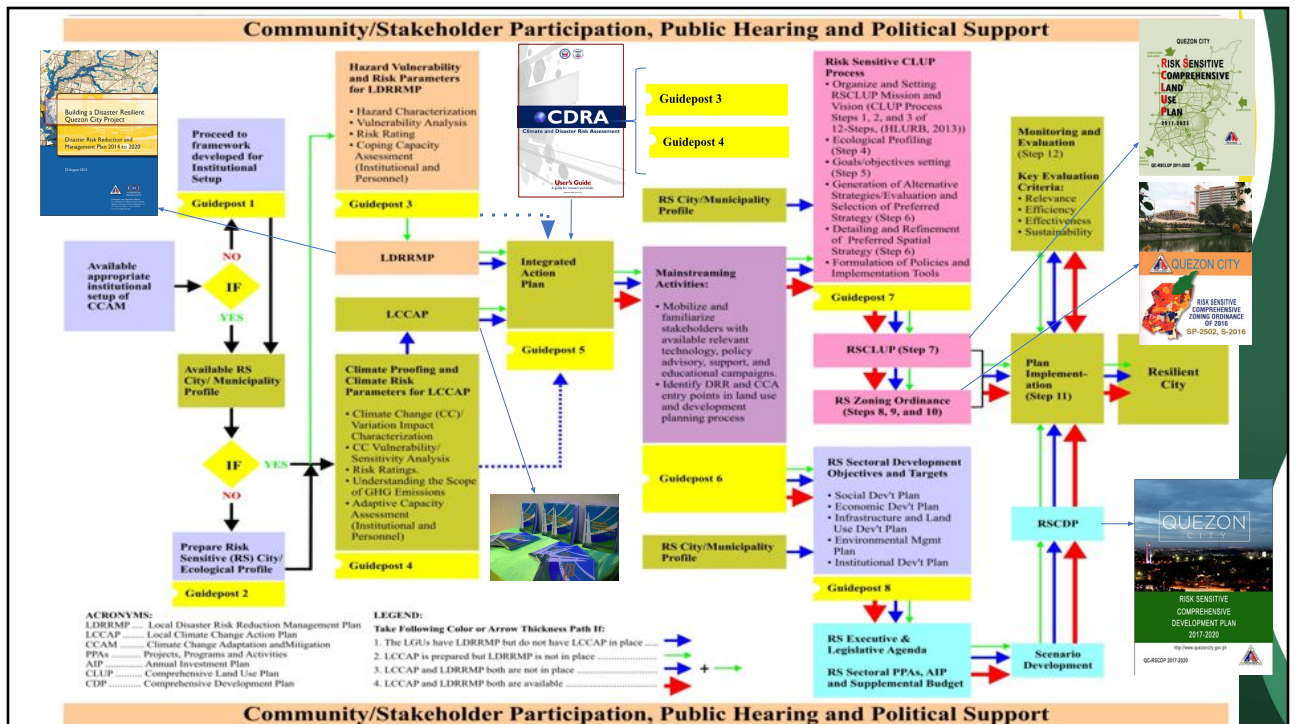 Community/Stakeholder Participation, Public Hearing and Political Support
Building a Disaster Resilient
Quezon City Project
Disaster Risk Reduction and
Management Plan 2014 to 2020
Proceed to
framework
developed for
Institutional
Setup
Guidepost 1
NO
IF
YES
Available
appropriate
institutional
setup of
CCAM
Available RS
City/ Municipality
Profile
IF
YES
NO
Prepare Risk
Sensitive (RS) City/
Ecological Profile
Guidepost 2
Hazard Vulnerability
and Risk Parameters
for LDRRMP
• Hazard Characterization
• Vulnerability Analysis
• Risk Rating
• Coping Capacity
Assessment
(Institutional and
Personnel)
Guidepost 3
LDRRMP
LCCAP
Climate Proofing and
Climate Risk
Parameters for LCCAP
• Climate Change (CC)/
Variation Impact
Characterization
• CC Vulnerability/
Sensitivity Analysis
• Risk Ratings.
• Understanding the Scope
of GHG Emissions
• Adaptive Capacity
Assessment
(Institutional and
Personnel)
Guidepost 4
CDRA
Climate and Disaster Risk Assessment
User's Guide
Guidepost 3
Guidepost 4
Integrated
Action
Plan
Guidepost 5
RS City/Municipality
Profile
Mainstreaming
Activities:
• Mobilize and
familiarize
stakeholders with
available relevant
technology, policy
advisory, support, and
educational campaigns.
• Identify DRR and CCA
entry points in land use
and development
planning process
Guidepost 6
RS City/Municipality
Profile
Risk Sensitive CLUP
Process
• Organize and Setting
RSCLUP Mission and
Vision (CLUP Process
Steps 1, 2, and 3 of
12-Steps, (HLURB, 2013))
• Ecological Profiling
(Step 4)
• Goals/objectives setting
(Step 5)
• Generation of Alternative
Strategies/Evaluation and
Selection of Preferred
Strategy (Step 6)
• Detailing and Refinement
of Preferred Spatial
Strategy (Step 6)
• Formulation of Policies and
Implementation Tools
Guidepost 7
RSCLUP (Step 7)
RS Zoning Ordinance
(Steps 8, 9, and 10)
RS Sectoral Development
Objectives and Targets
• Social Dev't Plan
• Economic Dev't Plan
• Infrastructure and Land
Use Dev't Plan
• Environmental Mgmt
Plan
• Institutional Dev't Plan
Guidepost 8
RS Executive &
Legislative Agenda
RS Sectoral PPAs, AIP
and Supplemental Budget
Monitoring and
Evaluation
(Step 12)
Key Evaluation
Criteria:
• Relevance
• Efficiency
• Effectiveness
• Sustainability
Plan
Implement-
ation
(Step 11)
Resilient
City
RSCDP
Scenario
Development
QUEZON CITY
RISK SENSITIVE
COMPREHENSIVE
LAND
USE
PLAN
2011-2025
QC-RSCLUP 2011-2025
QUEZON CITY
RISK SENSITIVE
COMPREHENSIVE
ZONING ORDINANCE
OF 2016
SP-2502, S-2016
QUEZON
CITY
RISK SENSITIVE
COMPREHENSIVE
DEVELOPMENT PLAN
2017-2020
http://www.quezoncity.gov.ph
QC-RSCDP 2017-2020
ACRONYMS:
LDRRMP .... Local Disaster Risk Reduction Management Plan
LCCAP ........ Local Climate Change Action Plan
CCAM ......... Climate Change Adaptation andMitigation
PPAs ............ Projects, Programs and Activities
AIP .............. Annual Investment Plan
CLUP .......... Comprehensive Land Use Plan
CDP ............. Comprehensive Development Plan
LEGEND:
Take Following Color or Arrow Thickness Path If:
1. The LGUs have LDRRMP but do not have LCCAP in place .....
2. LCCAP is prepared but LDRRMP is not in place ....................
3. LCCAP and LDRRMP both are not in place ........................... +
4. LCCAP and LDRRMP both are available ..............................
Community/Stakeholder Participation, Public Hearing and Political Support